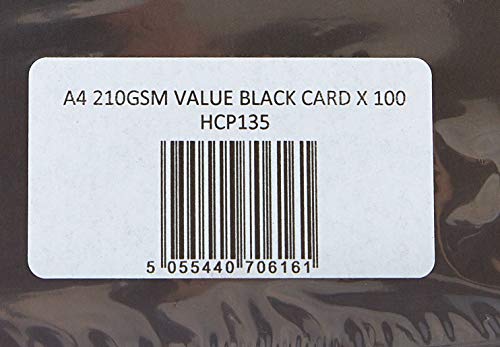 A4 210GSM VALUE BLACK CARD X 100
HCP135
5 055440 706161